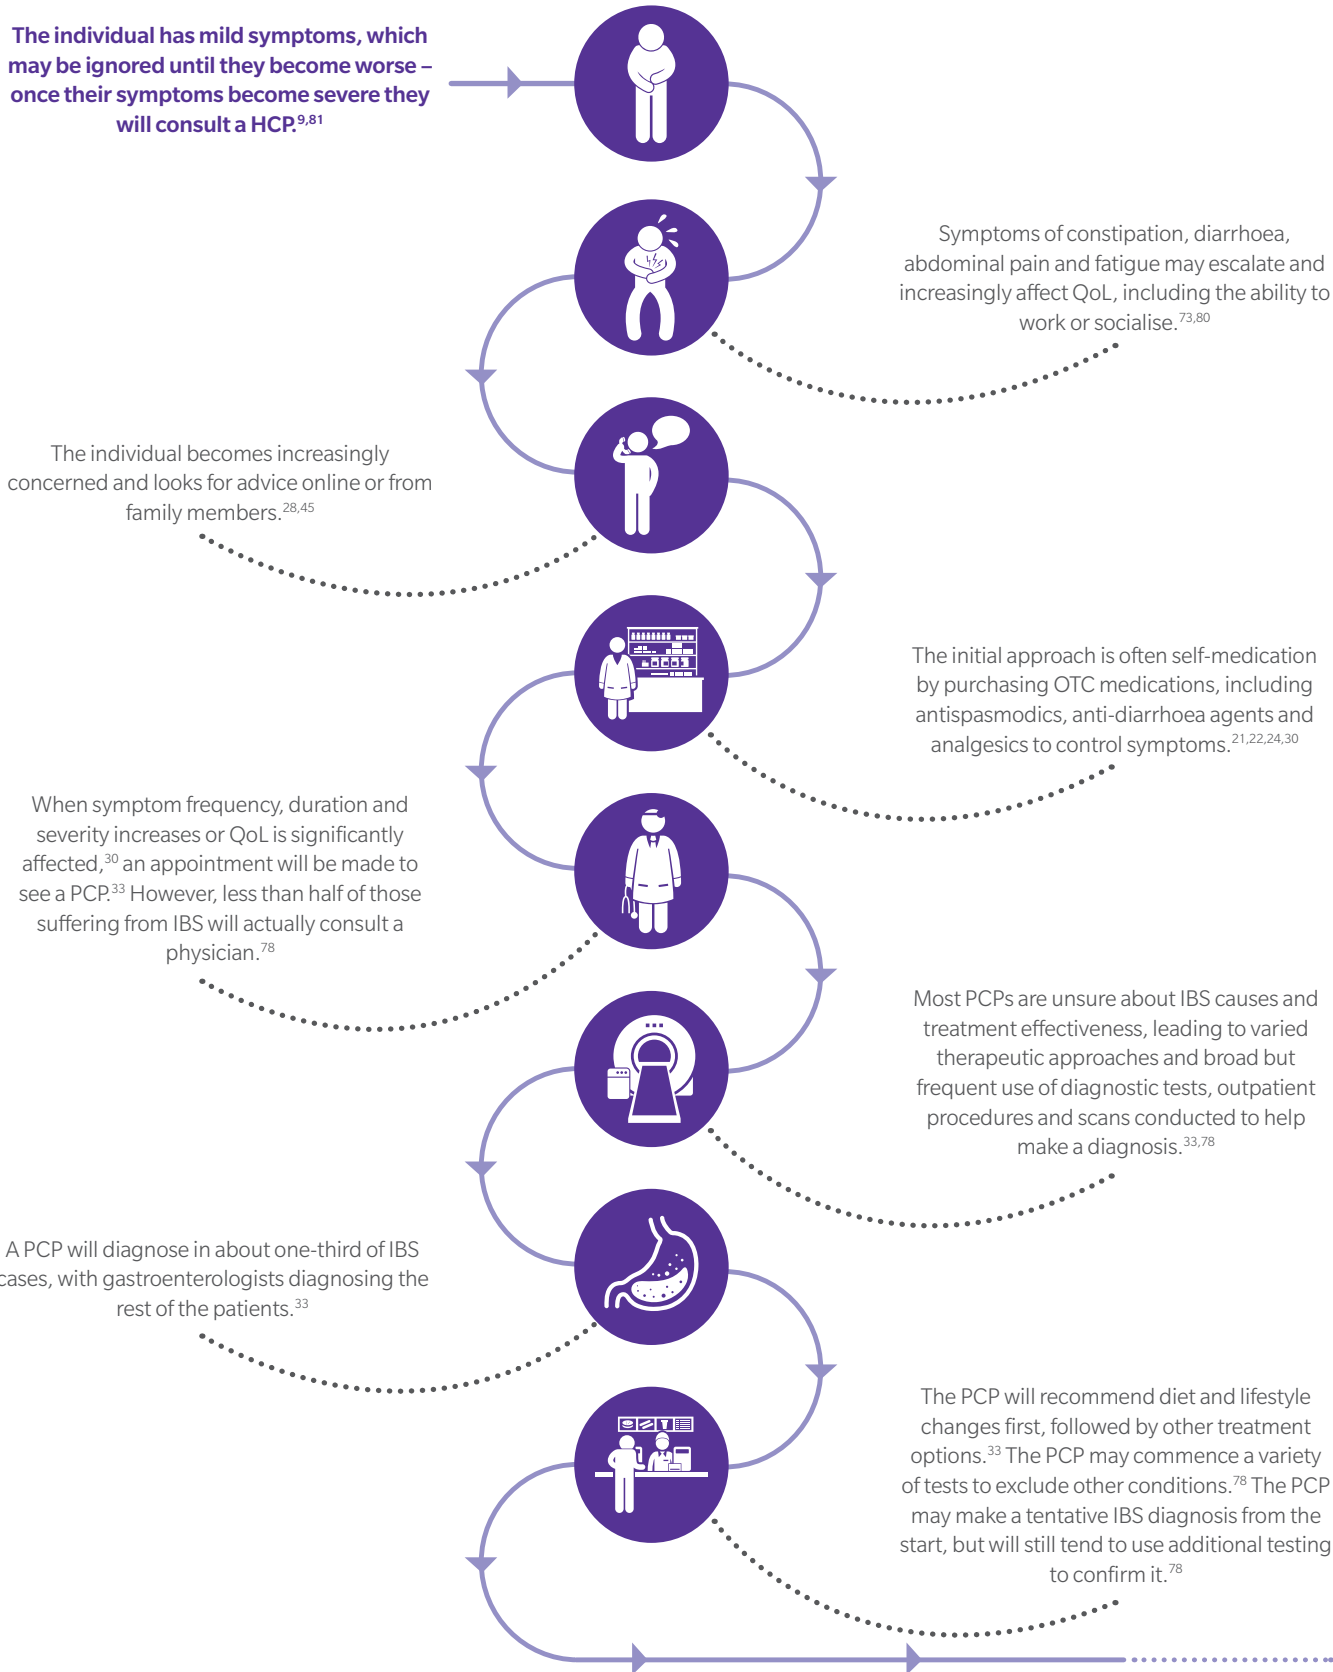 The individual has mild symptoms, which
may be ignored until they become worse –
once their symptoms become severe they
will consult a HCP.9,81
Symptoms of constipation, diarrhoea,
abdominal pain and fatigue may escalate and
increasingly affect QoL, including the ability to
work or socialise.73,80
The individual becomes increasingly
concerned and looks for advice online or from
family members.28,45
The initial approach is often self-medication
by purchasing OTC medications, including
antispasmodics, anti-diarrhoea agents and
analgesics to control symptoms.21,22,24,30
When symptom frequency, duration and
severity increases or QoL is significantly
affected,30 an appointment will be made to
see a PCP.33 However, less than half of those
suffering from IBS will actually consult a
physician.78
Most PCPs are unsure about IBS causes and
treatment effectiveness, leading to varied
therapeutic approaches and broad but
frequent use of diagnostic tests, outpatient
procedures and scans conducted to help
make a diagnosis.33,78
A PCP will diagnose in about one-third of IBS
cases, with gastroenterologists diagnosing the
rest of the patients.33
The PCP will recommend diet and lifestyle
changes first, followed by other treatment
options.33 The PCP may commence a variety
of tests to exclude other conditions.78 The PCP
may make a tentative IBS diagnosis from the
start, but will still tend to use additional testing
to confirm it.78